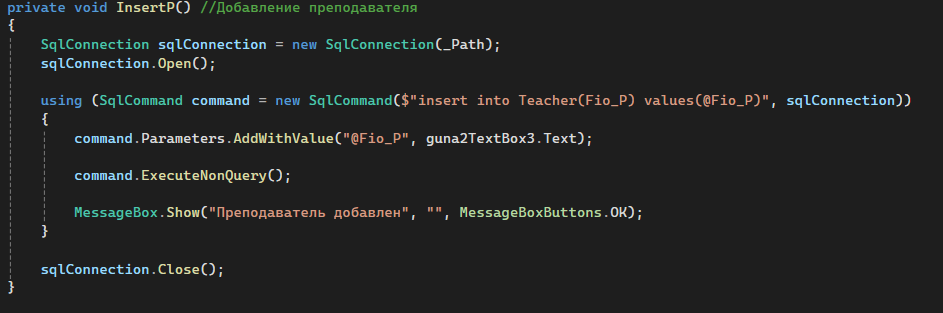 private void InsertP() //Добавление преподавателя
{
SqlConnection sqlConnection = new SqlConnection(_Path);
sqlConnection.Open();
using (SqlCommand command = new SqlCommand($"insert into Teacher(Fio_P) values(@Fio_P)", sqlConnection))
{
command.Parameters.AddWithValue("@Fio_P", guna2TextBox3.Text);
command.ExecuteNonQuery();
MessageBox.Show("Преподаватель добавлен", "", MessageBoxButtons.OK);
}
sqlConnection.Close();
}